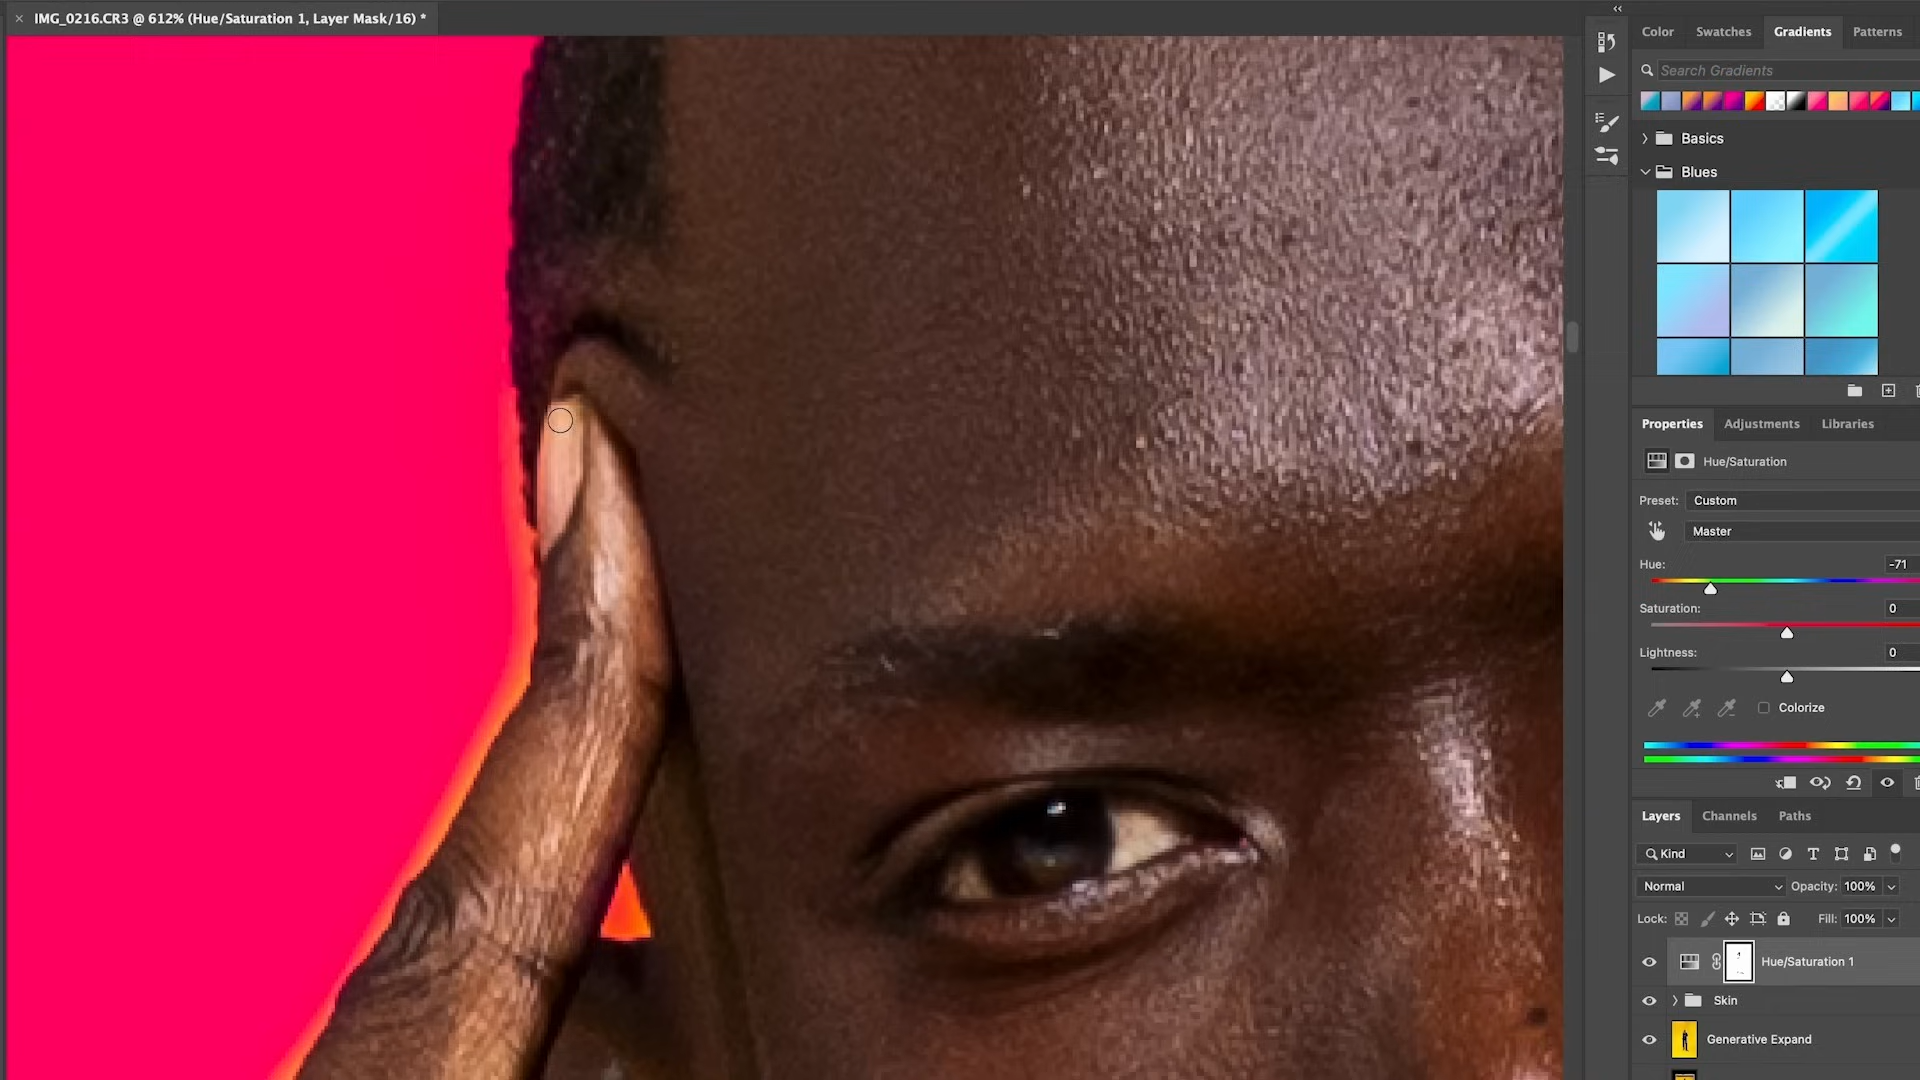 × IMG_0216.CR3 @ 612% (Hue/Saturation 1, Layer Mask/16) *
Color Swatches Gradients Patterns
Search Gradients
Basics
Blues
Properties Adjustments Libraries
Hue/Saturation
Preset: Custom
Master
Hue: -71
Saturation: 0
Lightness: 0
Colorize
Layers Channels Paths
Kind
Normal Opacity: 100%
Lock: Fill: 100%
Hue/Saturation 1
Skin
Generative Expand